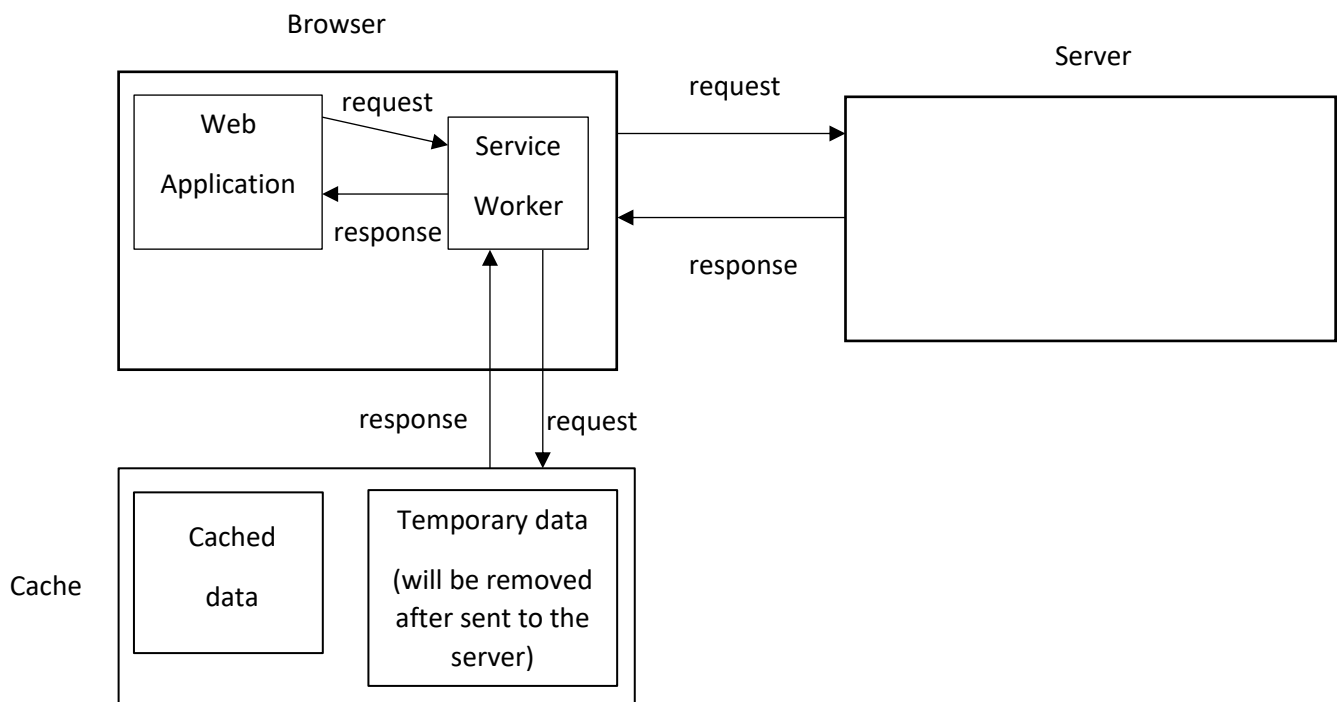 Browser
Server
request
request
Web
Application
Service
Worker
response
response
response
request
Cached
data
Temporary data
(will be removed
after sent to the
server)
Cache